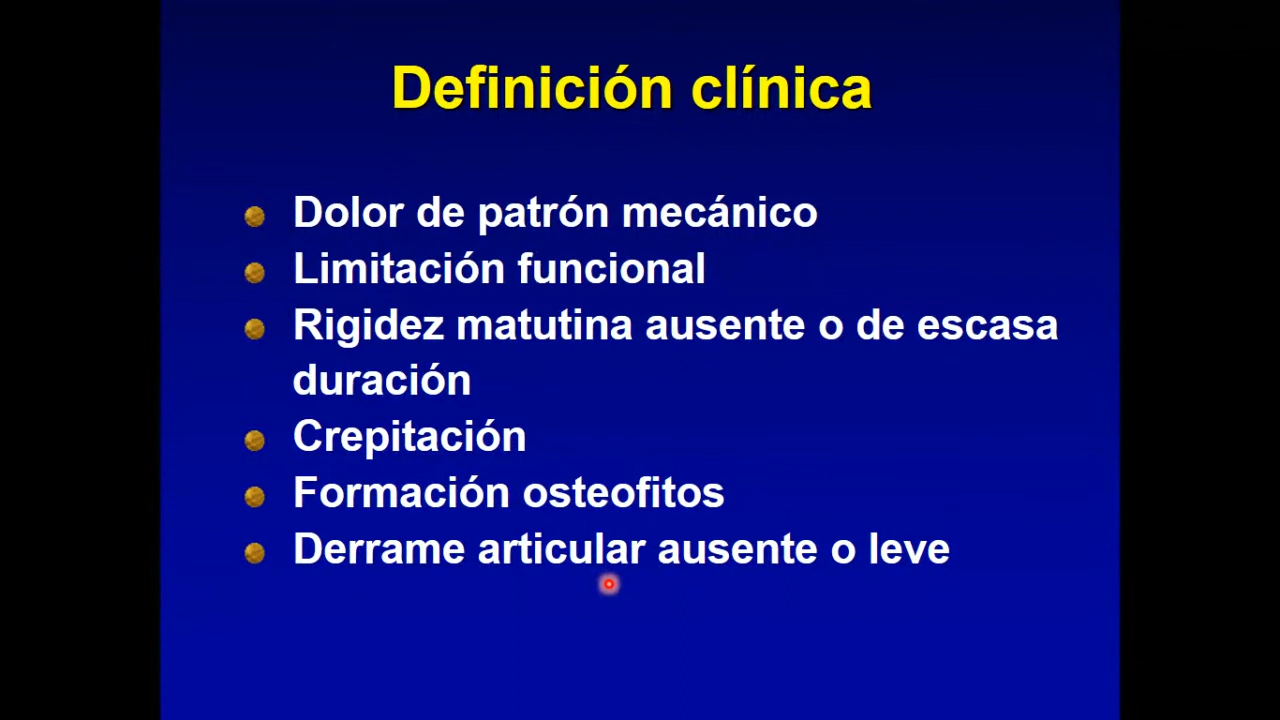 Definición clínica
Dolor de patrón mecánico
Limitación funcional
Rigidez matutina ausente o de escasa
duración
Crepitación
Formación osteofitos
Derrame articular ausente o leve